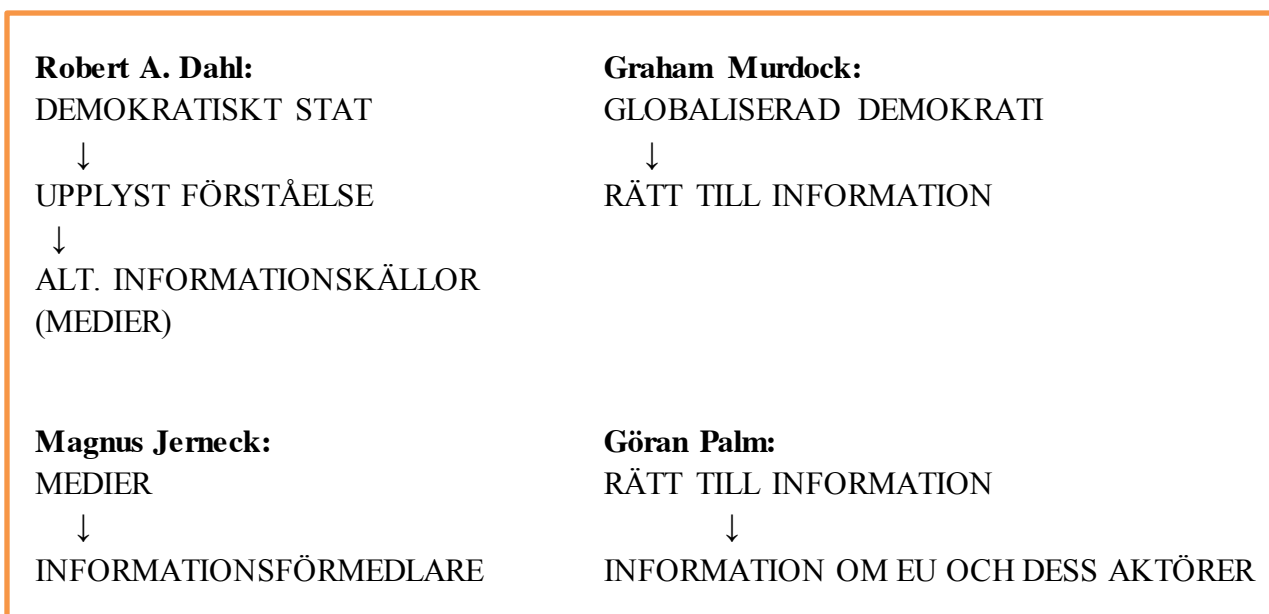 Robert A. Dahl:
DEMOKRATISKT STAT
↓
UPPLYST FÖRSTÅELSE
↓
ALT. INFORMATIONSKÄLLOR
(MEDIER)
Graham Murdock:
GLOBALISERAD DEMOKRATI
↓
RÄTT TILL INFORMATION
Magnus Jerneck:
MEDIER
↓
INFORMATIONSFÖRMEDLARE
Göran Palm:
RÄTT TILL INFORMATION
↓
INFORMATION OM EU OCH DESS AKTÖRER